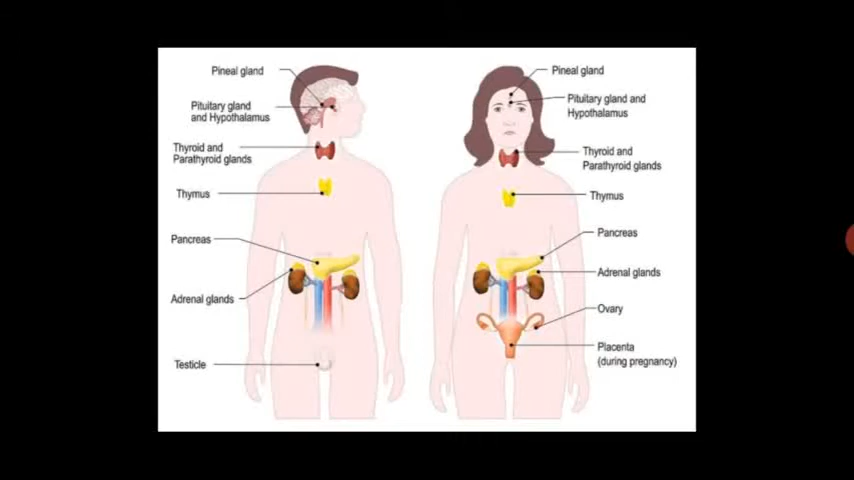 Pineal gland
Pituitary gland
and Hypothalamus
Thyroid and
Parathyroid glands
Thymus
Pancreas
Adrenal glands
Testicle
Pineal gland
Pituitary gland and
Hypothalamus
Thyroid and
Parathyroid glands
Thymus
Pancreas
Adrenal glands
Ovary
Placenta
(during pregnancy)